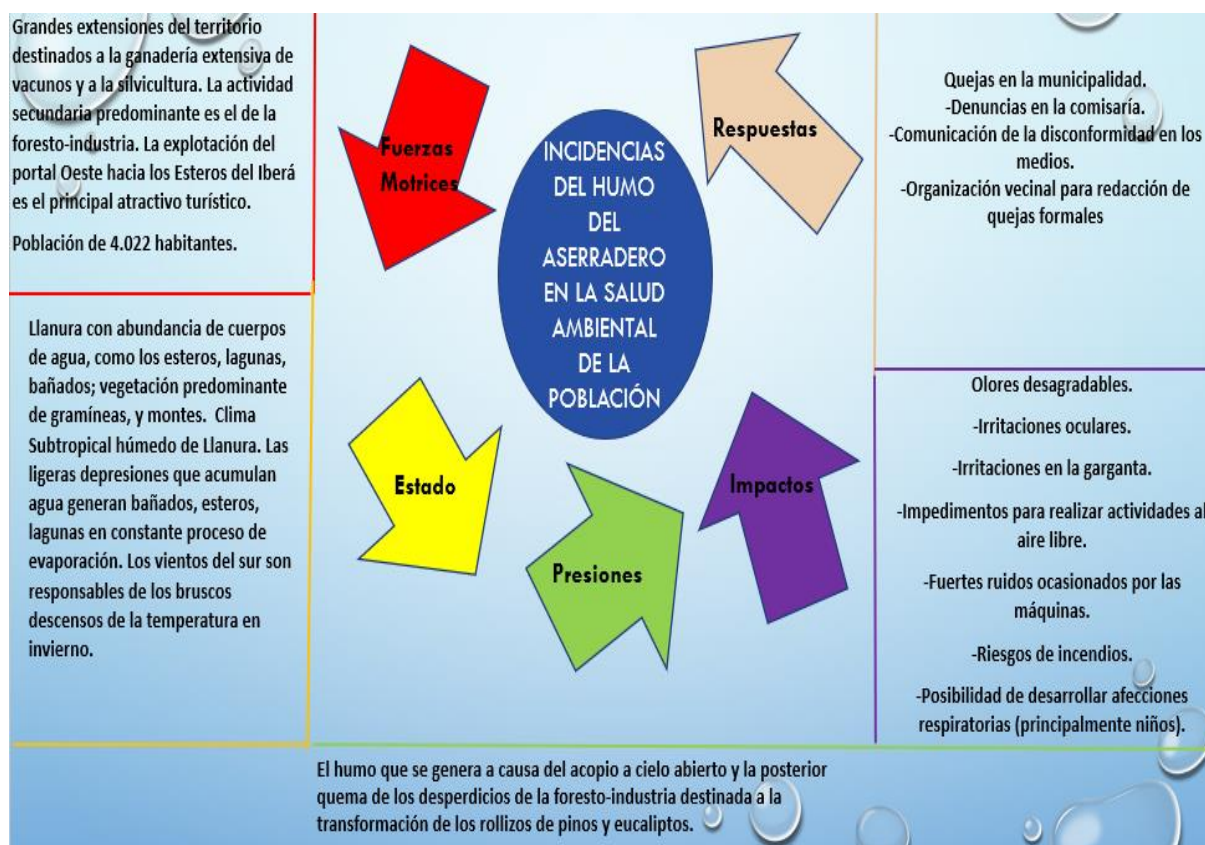 Grandes extensiones del territorio
destinados a la ganadería extensiva de
vacunos y a la silvicultura. La actividad
secundaria predominante es el de la
foresto-industria. La explotación del
portal Oeste hacia los Esteros del Iberá
es el principal atractivo turístico.
Población de 4.022 habitantes.
Fuerzas
Motrices
INCIDENCIAS
DEL HUMO
DEL
ASERRADERO
EN LA SALUD
AMBIENTAL
DE LA
POBLACIÓN
Respuestas
Quejas en la municipalidad.
-Denuncias en la comisaría.
-Comunicación de la disconformidad en los
medios.
-Organización vecinal para redacción de
quejas formales
Llanura con abundancia de cuerpos
de agua, como los esteros, lagunas,
bañados; vegetación predominante
de gramíneas, y montes. Clima
Subtropical húmedo de Llanura. Las
ligeras depresiones que acumulan
agua generan bañados, esteros,
lagunas en constante proceso de
evaporación. Los vientos del sur son
responsables de los bruscos
descensos de la temperatura en
invierno.
Estado
Presiones
Impactos
Olores desagradables.
-Irritaciones oculares.
-Irritaciones en la garganta.
-Impedimentos para realizar actividades al
aire libre.
-Fuertes ruidos ocasionados por las
máquinas.
-Riesgos de incendios.
-Posibilidad de desarrollar afecciones
respiratorias (principalmente niños).
El humo que se genera a causa del acopio a cielo abierto y la posterior
quema de los desperdicios de la foresto-industria destinada a la
transformación de los rollizos de pinos y eucaliptos.